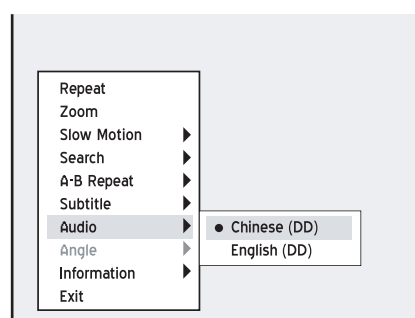 Repeat
Zoom
Slow Motion
Search
A-B Repeat
Subtitle
Audio
Chinese (DD)
English (DD)
Angle
Information
Exit